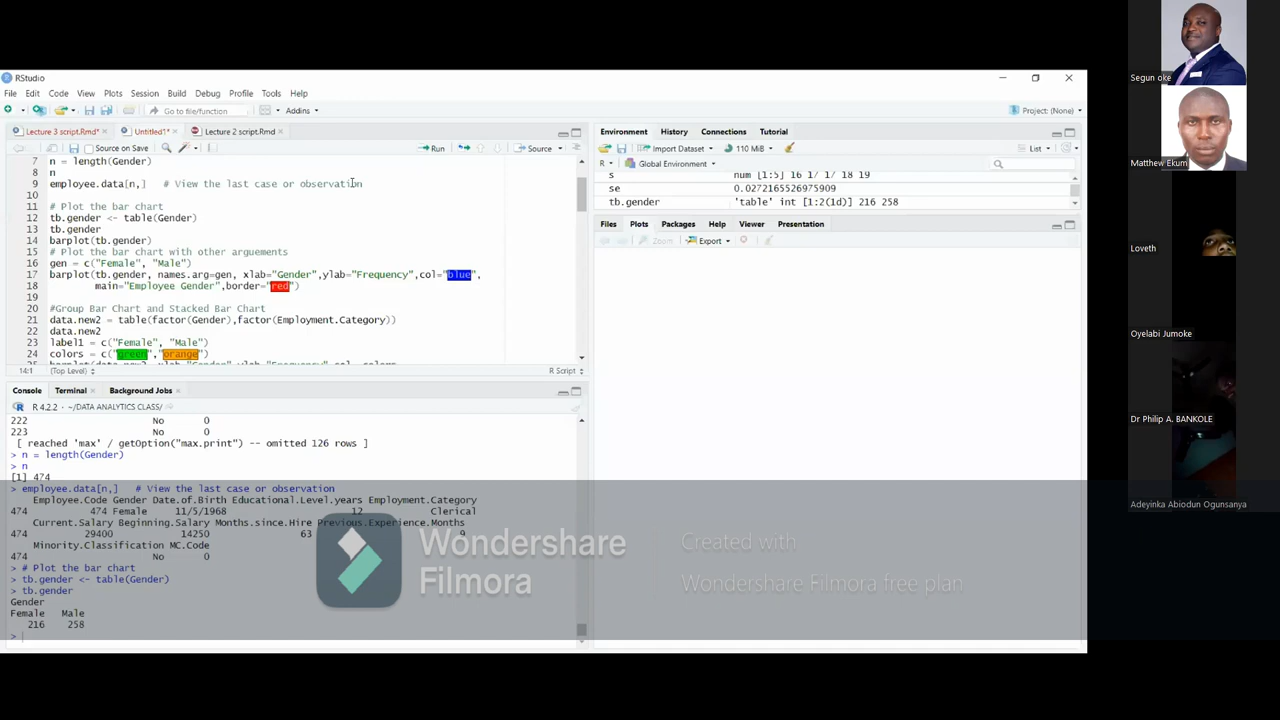 RStudio
File Edit Code View Plots Session Build Debug Profile Tools Help
Go to file/function Addins Project: (None)
Lecture 3 script.Rmd* Untitled1* Lecture 2 script.Rmd
Source on Save Run Source
7 n = length(Gender)
8 n
9 employee.data[n,] # View the last case or observation
10
11 # Plot the bar chart
12 tb.gender <- table(Gender)
13 tb.gender
14 barplot(tb.gender)
15 # Plot the bar chart with other arguements
16 gen = c("Female", "Male")
17 barplot(tb.gender, names.arg=gen, xlab="Gender",ylab="Frequency",col="blue",
18 main="Employee Gender",border="red")
19
20 #Group Bar Chart and Stacked Bar Chart
21 data.new2 = table(factor(Gender),factor(Employment.Category))
22 data.new2
23 label1 = c("Female", "Male")
24 colors = c("green","orange")
14:1 (Top Level) R Script
Console Terminal Background Jobs
R 4.2.2 · ~/DATA ANALYTICS CLASS/
222 No 0
223 No 0
[ reached 'max' / getOption("max.print") -- omitted 126 rows ]
> n = length(Gender)
> n
[1] 474
> employee.data[n,] # View the last case or observation
Employee.Code Gender Date.of.Birth Educational.Level.years Employment.Category
474 474 Female 11/5/1968 12 Clerical
Current.Salary Beginning.Salary Months.since.Hire Previous.Experience.Months
474 29400 14250 63 9
Minority.Classification MC.Code
474 No 0
> # Plot the bar chart
> tb.gender <- table(Gender)
> tb.gender
Gender
Female Male
216 258
>
Environment History Connections Tutorial
Import Dataset 110 MiB List
R Global Environment
s num [1:5] 16 17 17 18 19
se 0.0272165526975909
tb.gender 'table' int [1:2(1d)] 216 258
Files Plots Packages Help Viewer Presentation
Zoom Export
Wondershare
Filmora
Created with
Wondershare Filmora free plan
Segun oke
Matthew Ekum
Loveth
Oyelabi Jumoke
Dr Philip A. BANKOLE
Adeyinka Abiodun Ogunsanya